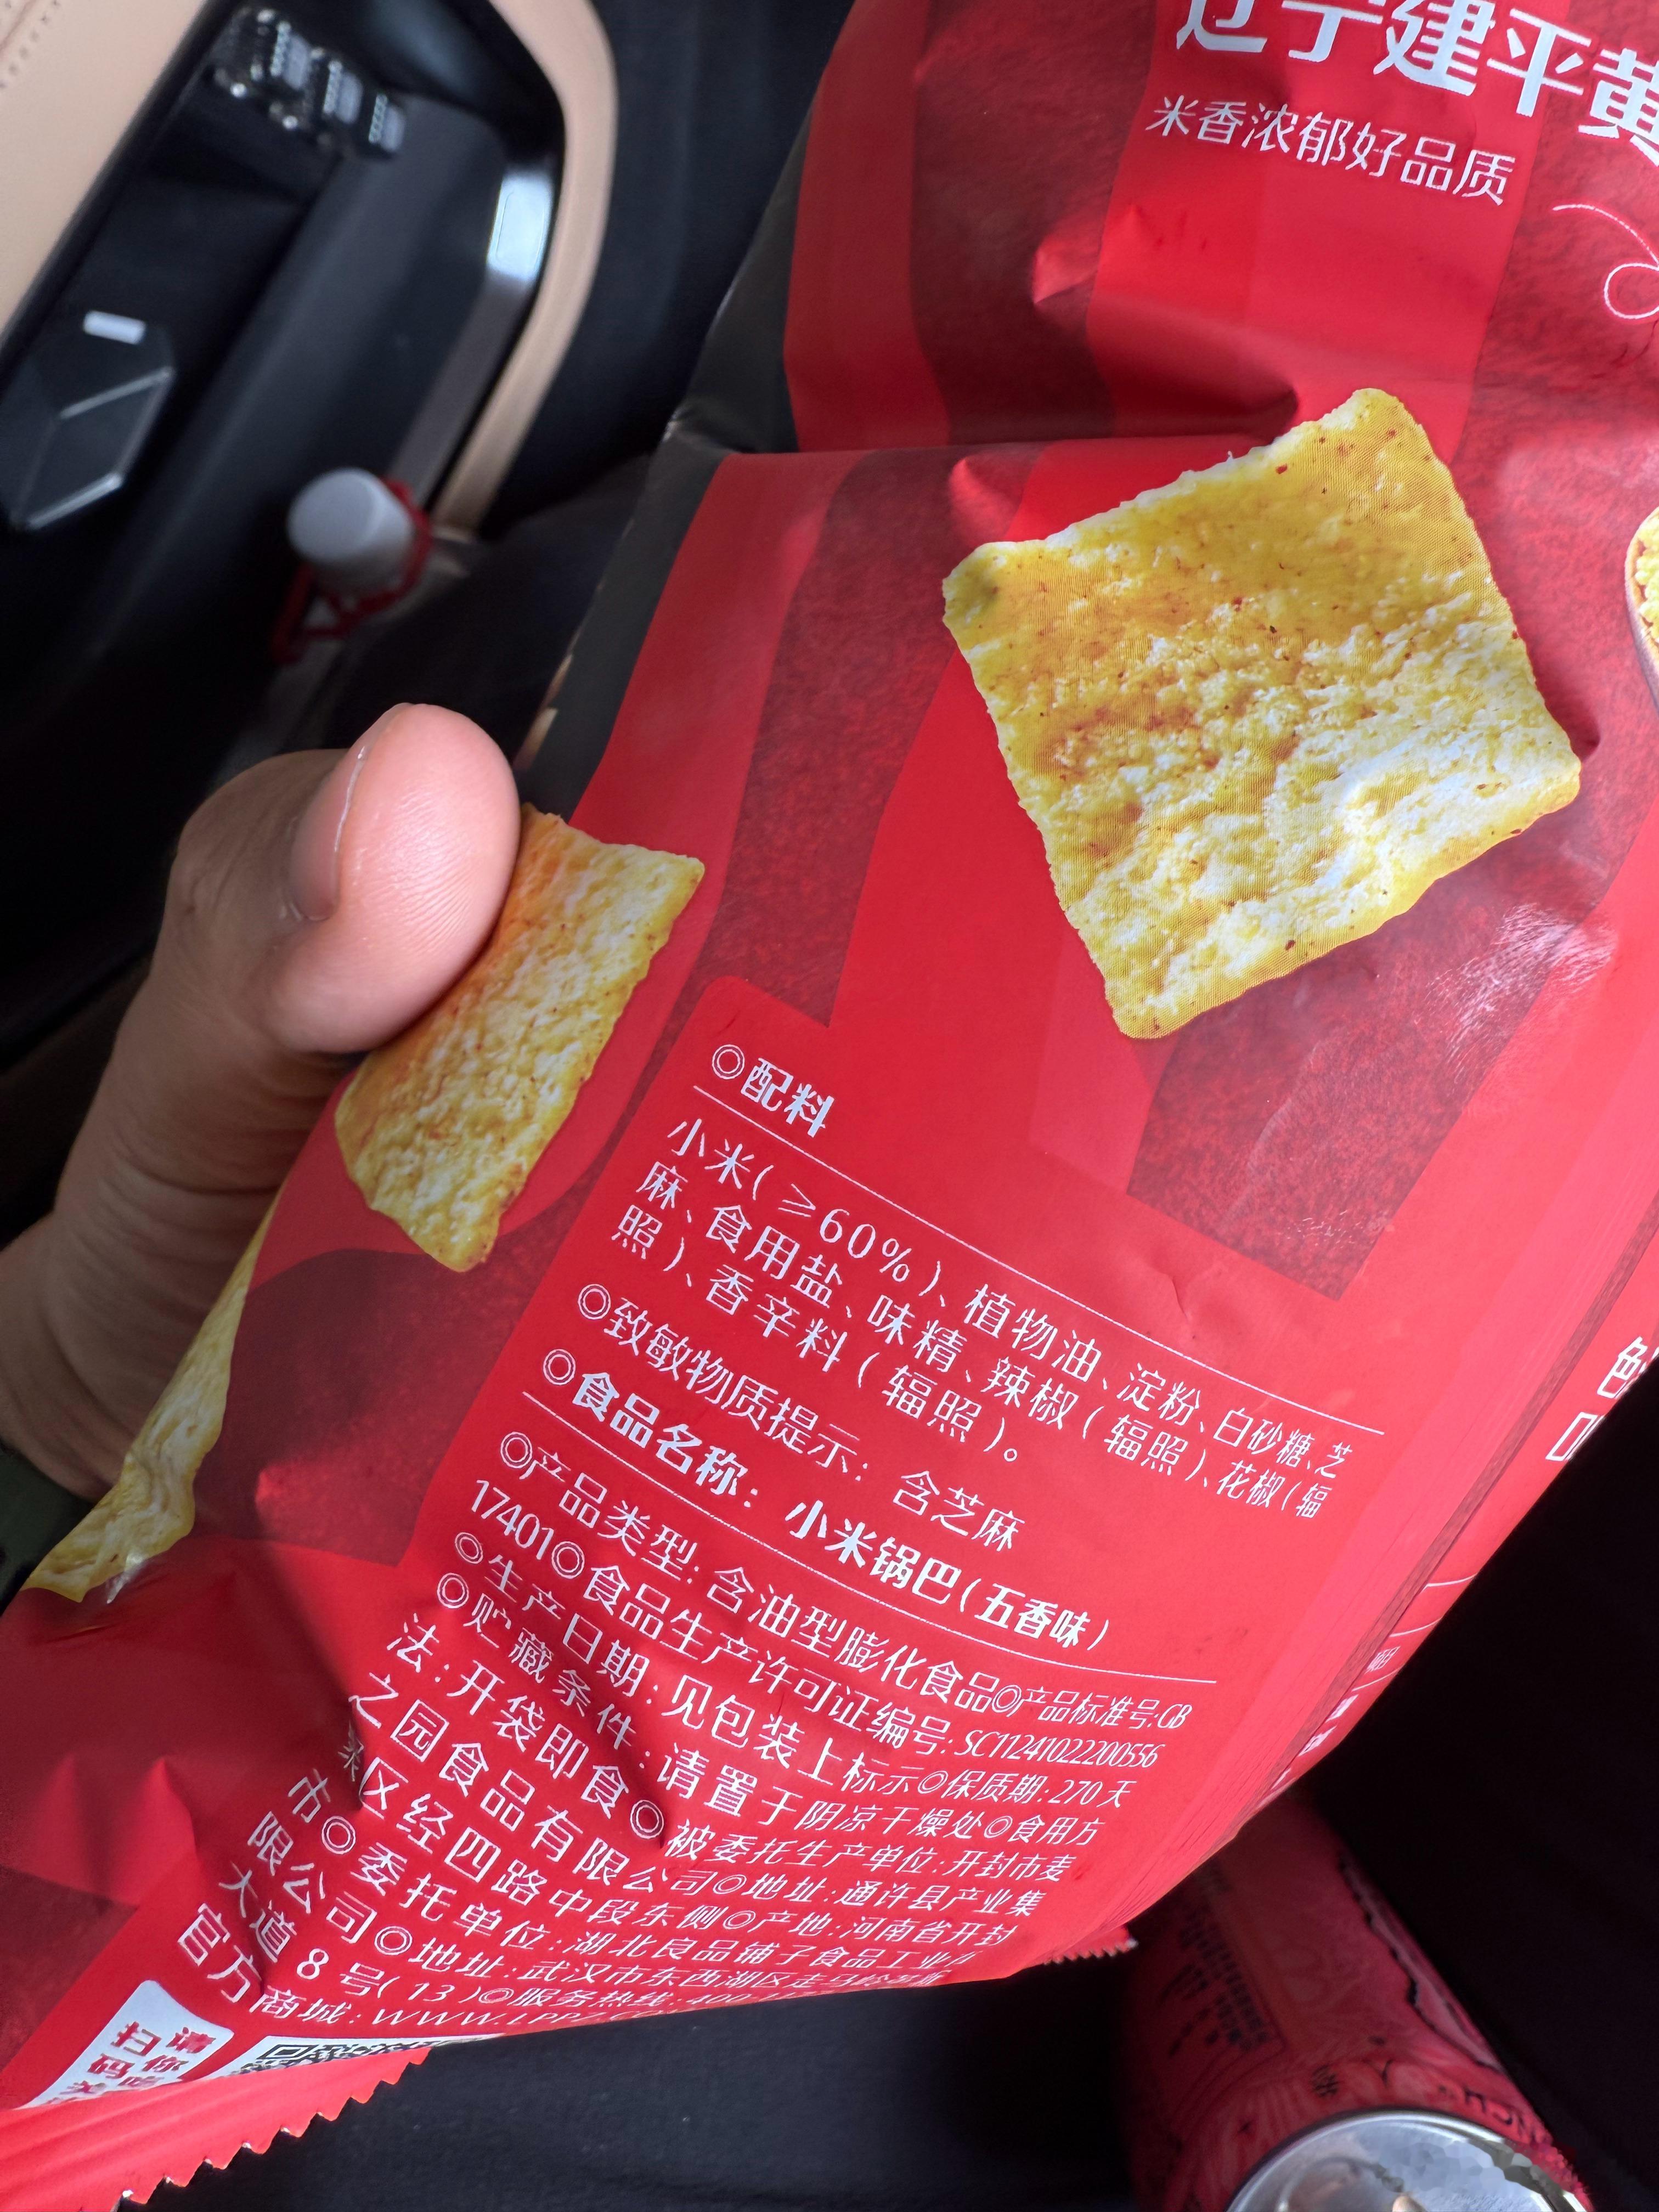 辽宁建平黄
米香浓郁好品质
◎配料
小米(≥60%)、植物油、淀粉、白砂糖、芝
麻、食用盐、味精、辣椒(辐照)、花椒(辐
照)、香辛料(辐照)。
◎致敏物质提示:含芝麻
◎食品名称:小米锅巴(五香味)
◎产品类型:含油型膨化食品◎产品标准号:GB
17401◎食品生产许可证编号:SC11241022200556
◎生产日期:见包装上标示◎保质期:270天
◎贮藏条件:请置于阴凉干燥处◎食用方
法:开袋即食◎被委托生产单位:开封市麦
之园食品有限公司◎地址:通许县产业集
聚区经四路中段东侧◎产地:河南省开封
市◎委托单位:湖北良品铺子食品工业有
限公司◎地址:武汉市东西湖区走马岭
大道8号(13)◎服务热线:400
官方商城:WWW.LPPZ
请你
扫码